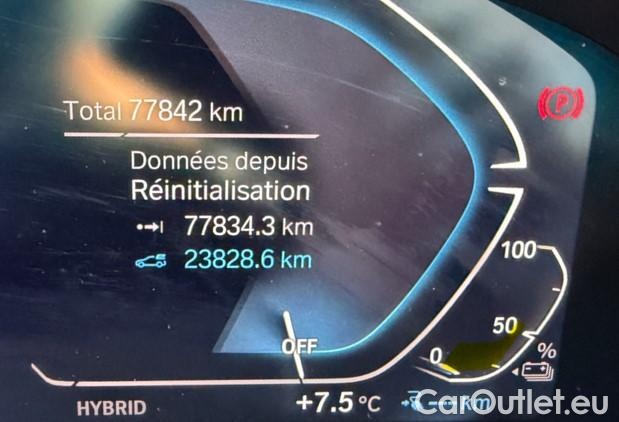 Total 77842 km
Données depuis
Réinitialisation
77834.3 km
23828.6 km
P
100
50
0
%
OFF
HYBRID
+7.5 °C
--- km
CarOutlet.eu